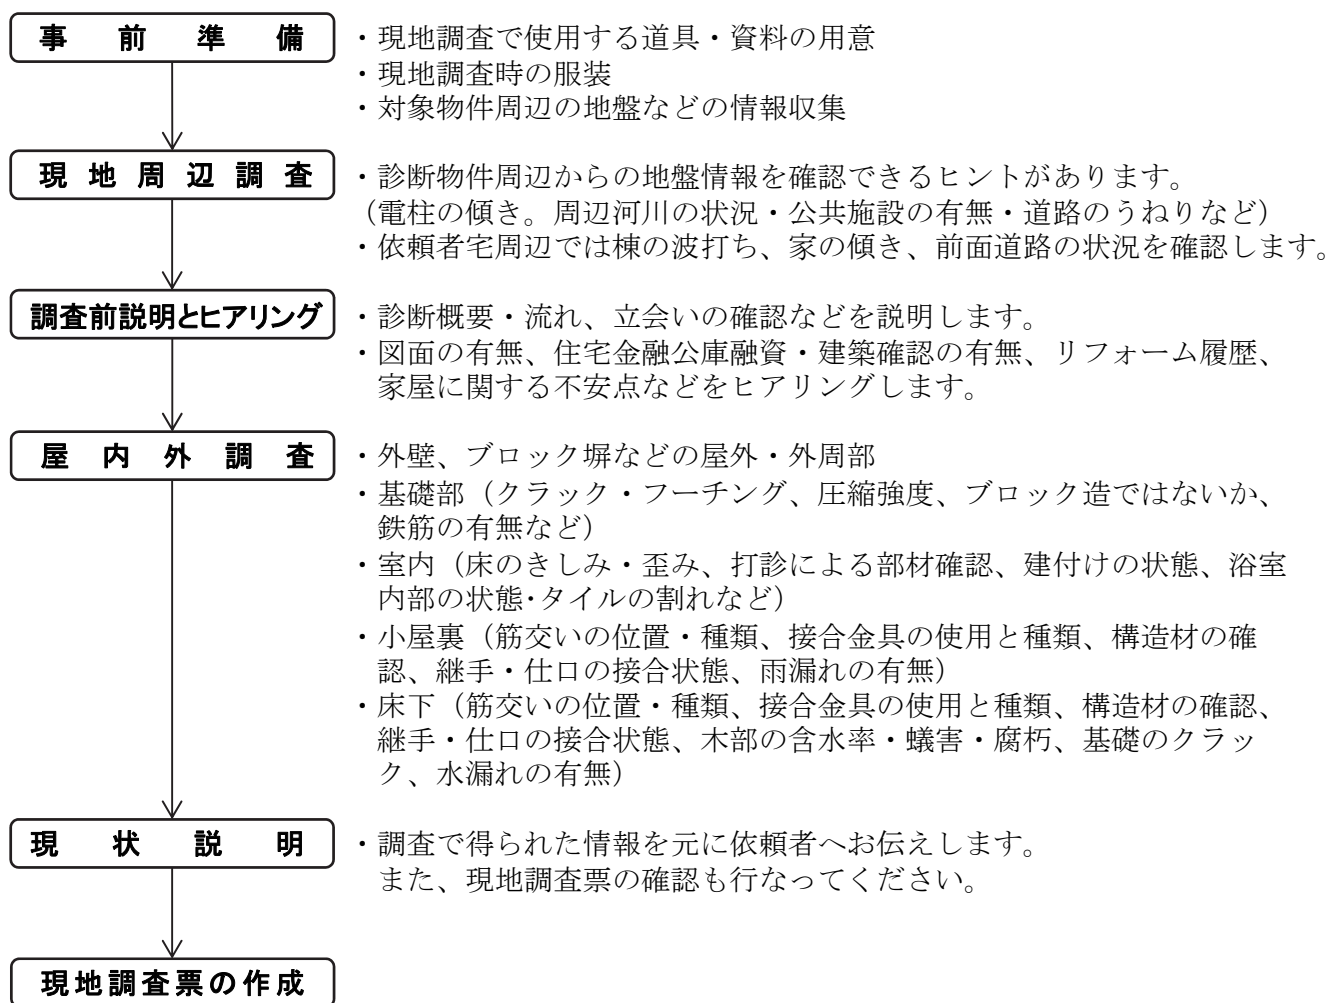 事前準備
・現地調査で使用する道具・資料の用意
・現地調査時の服装
・対象物件周辺の地盤などの情報収集
現地周辺調査
・診断物件周辺からの地盤情報を確認できるヒントがあります。
（電柱の傾き。周辺河川の状況・公共施設の有無・道路のうねりなど）
・依頼者宅周辺では棟の波打ち、家の傾き、前面道路の状況を確認します。
調査前説明とヒアリング
・診断概要・流れ、立会いの確認などを説明します。
・図面の有無、住宅金融公庫融資・建築確認の有無、リフォーム履歴、
家屋に関する不安点などをヒアリングします。
屋内外調査
・外壁、ブロック塀などの屋外・外周部
・基礎部（クラック・フーチング、圧縮強度、ブロック造ではないか、
鉄筋の有無など）
・室内（床のきしみ・歪み、打診による部材確認、建付けの状態、浴室
内部の状態・タイルの割れなど）
・小屋裏（筋交いの位置・種類、接合金具の使用と種類、構造材の確
認、継手・仕口の接合状態、雨漏れの有無）
・床下（筋交いの位置・種類、接合金具の使用と種類、構造材の確認、
継手・仕口の接合状態、木部の含水率・蟻害・腐朽、基礎のクラッ
ク、水漏れの有無）
現状説明
・調査で得られた情報を元に依頼者へお伝えします。
また、現地調査票の確認も行なってください。
現地調査票の作成